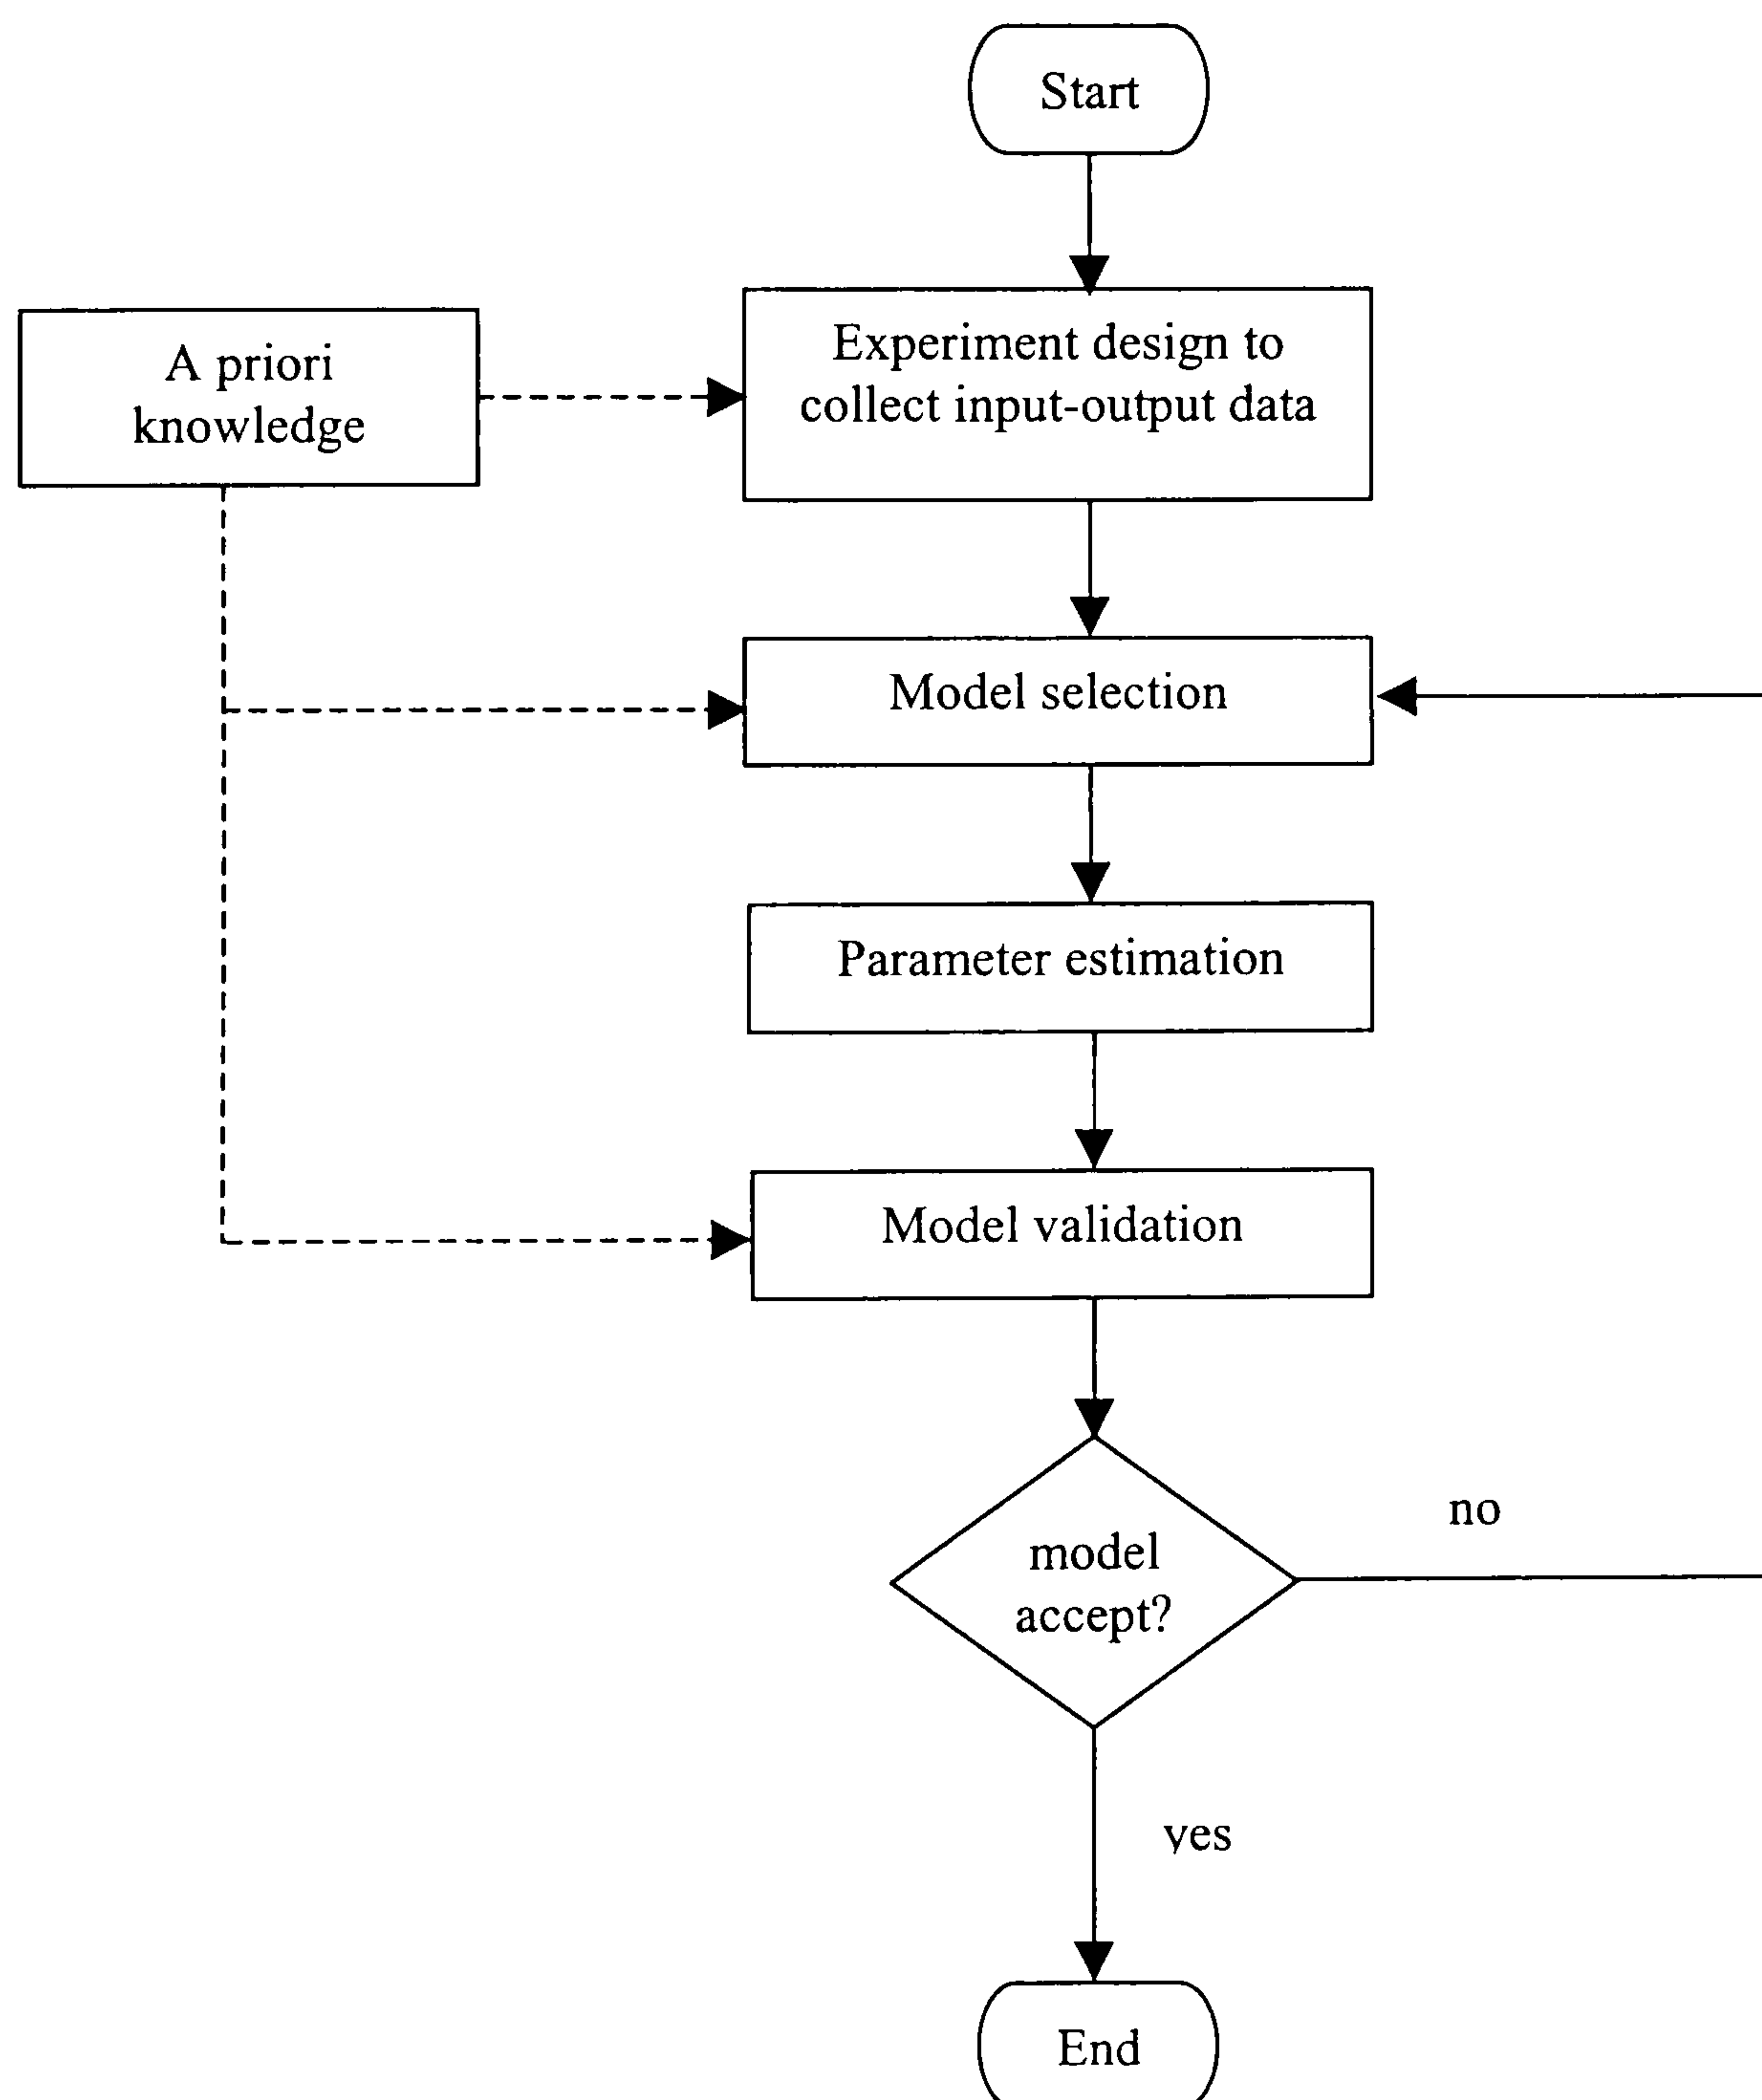 Start
A priori
knowledge
Experiment design to
collect input-output data
Model selection
Parameter estimation
Model validation
model
accept?
no
yes
End